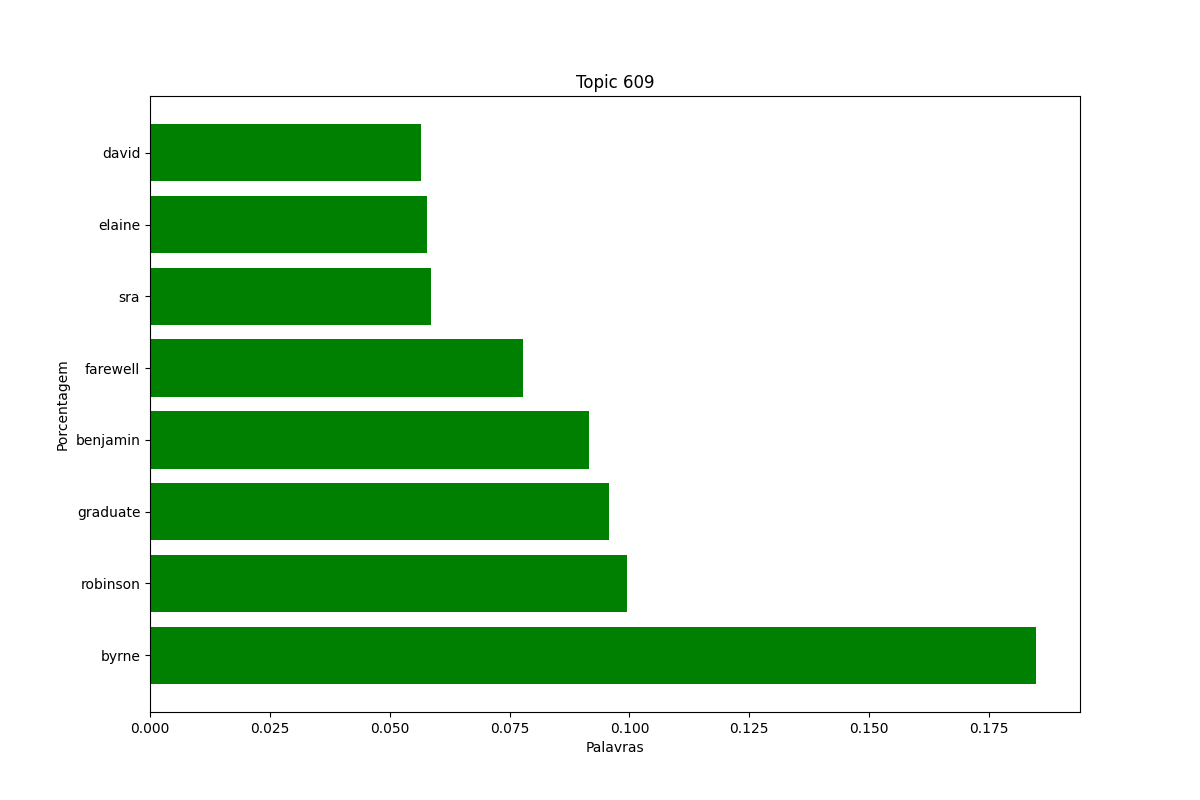 Topic 609
david
elaine
sra
farewell
benjamin
graduate
robinson
byrne
Porcentagem
0.000 0.025 0.050 0.075 0.100 0.125 0.150 0.175
Palavras